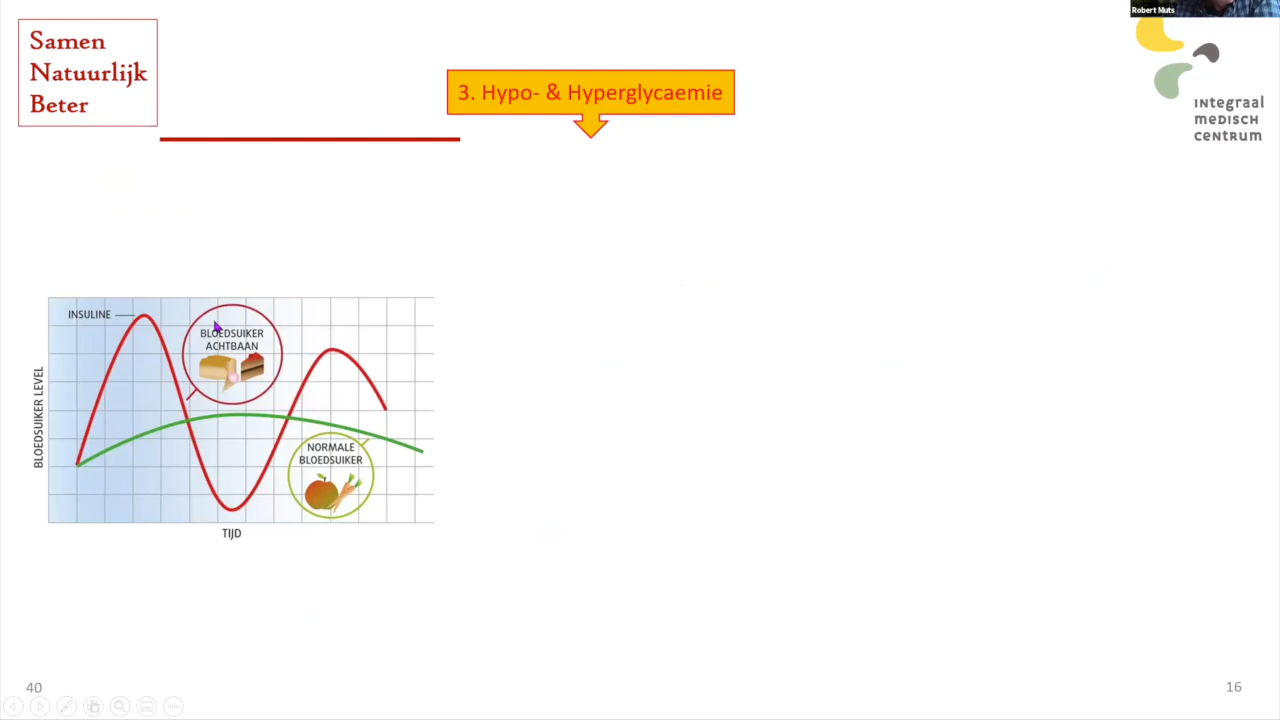 Robert Muts
Samen
Natuurlijk
Beter
3. Hypo- & Hyperglycaemie
integraal
medisch
centrum
INSULINE
BLOEDSUIKER
ACHTBAAN
BLOEDSUIKER LEVEL
NORMALE
BLOEDSUIKER
TIJD
40
16